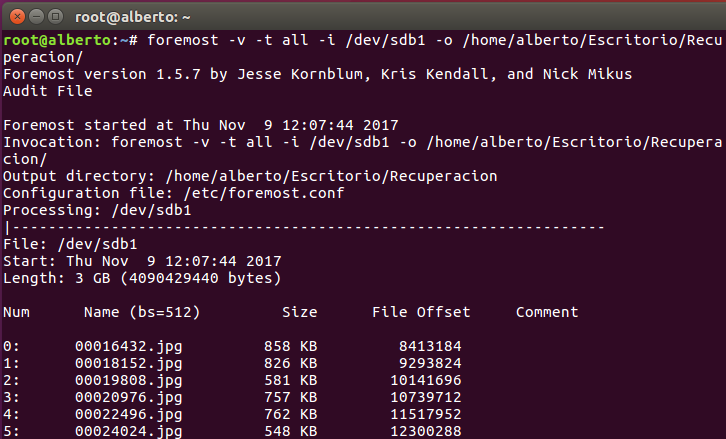 root@alberto: ~
root@alberto:~# foremost -v -t all -i /dev/sdb1 -o /home/alberto/Escritorio/Recu
peracion/
Foremost version 1.5.7 by Jesse Kornblum, Kris Kendall, and Nick Mikus
Audit File

Foremost started at Thu Nov  9 12:07:44 2017
Invocation: foremost -v -t all -i /dev/sdb1 -o /home/alberto/Escritorio/Recupera
cion/
Output directory: /home/alberto/Escritorio/Recuperacion
Configuration file: /etc/foremost.conf
Processing: /dev/sdb1
|------------------------------------------------------------------
File: /dev/sdb1
Start: Thu Nov  9 12:07:44 2017
Length: 3 GB (4090429440 bytes)

Num      Name (bs=512)         Size      File Offset     Comment

0:      00016432.jpg         858 KB         8413184
1:      00018152.jpg         826 KB         9293824
2:      00019808.jpg         581 KB        10141696
3:      00020976.jpg         757 KB        10739712
4:      00022496.jpg         762 KB        11517952
5:      00024024.jpg         548 KB        12300288